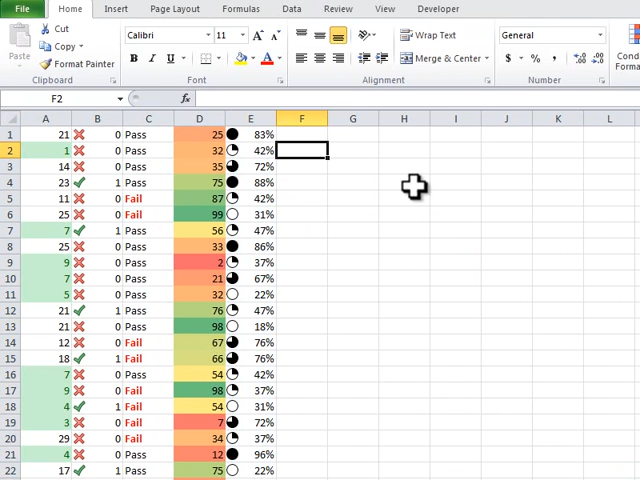 File Home Insert Page Layout Formulas Data Review View Developer
Cut Calibri 11 A A Wrap Text General
Paste Copy B I U A Merge & Center $ % ,
Format Painter
Clipboard Font Alignment Number
F2 fx
A B C D E F G H I J K L
1 21 0 Pass 25 83%
2 1 0 Pass 32 42%
3 14 0 Pass 35 72%
4 23 1 Pass 75 88%
5 11 0 Fail 87 42%
6 25 0 Fail 99 31%
7 7 1 Pass 56 47%
8 25 0 Pass 33 86%
9 9 0 Pass 2 37%
10 7 0 Pass 21 67%
11 5 0 Pass 32 22%
12 21 1 Pass 76 47%
13 21 0 Pass 98 18%
14 12 0 Fail 67 76%
15 18 1 Fail 66 76%
16 7 0 Pass 54 42%
17 9 0 Fail 98 37%
18 4 1 Fail 54 31%
19 3 0 Fail 7 72%
20 29 0 Fail 34 37%
21 4 0 Pass 12 96%
22 17 1 Pass 75 22%